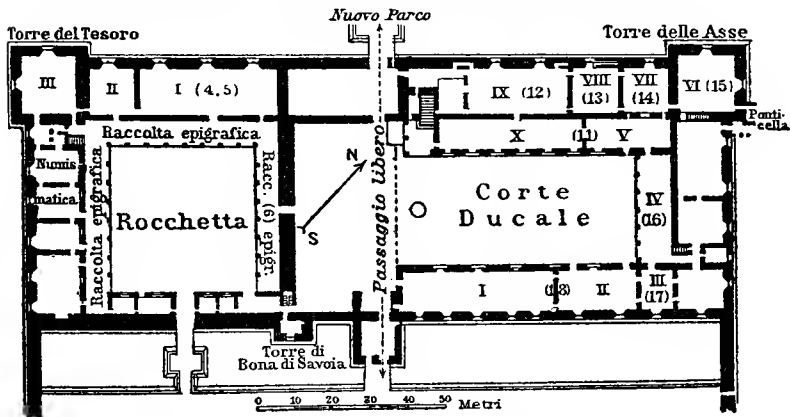 Nuovo Parco
Torre del Tesoro
Torre delle Asse
III
II
I (4.5)
IX (12)
VIII
(13)
VII
(14)
VI (15)
Ponti-
cella
Raccolta epigrafica
X
(11)
V
Numis
matica
Raccolta epigrafica
Rocchetta
Racc. (6) epigr.
N
S
Passaggio libero
Corte
Ducale
IV
(16)
I
(18)
II
III
(17)
Torre di
Bona di Savoia
0 10 20 30 40 50 Metri